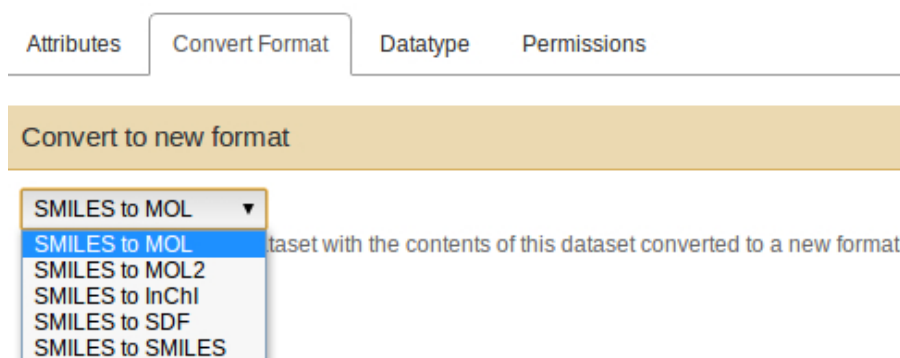 Attributes Convert Format Datatype Permissions
Convert to new format
SMILES to MOL
SMILES to MOL
with the contents of this dataset converted to a new format
SMILES to MOL2
SMILES to InChI
SMILES to SDF
SMILES to SMILES